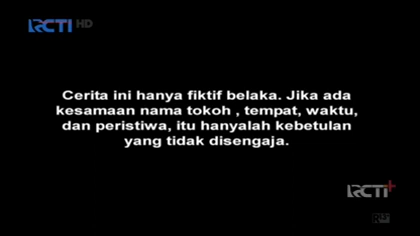 RCTI HD
Cerita ini hanya fiktif belaka. Jika ada
kesamaan nama tokoh , tempat, waktu,
dan peristiwa, itu hanyalah kebetulan
yang tidak disengaja.
RCTI+